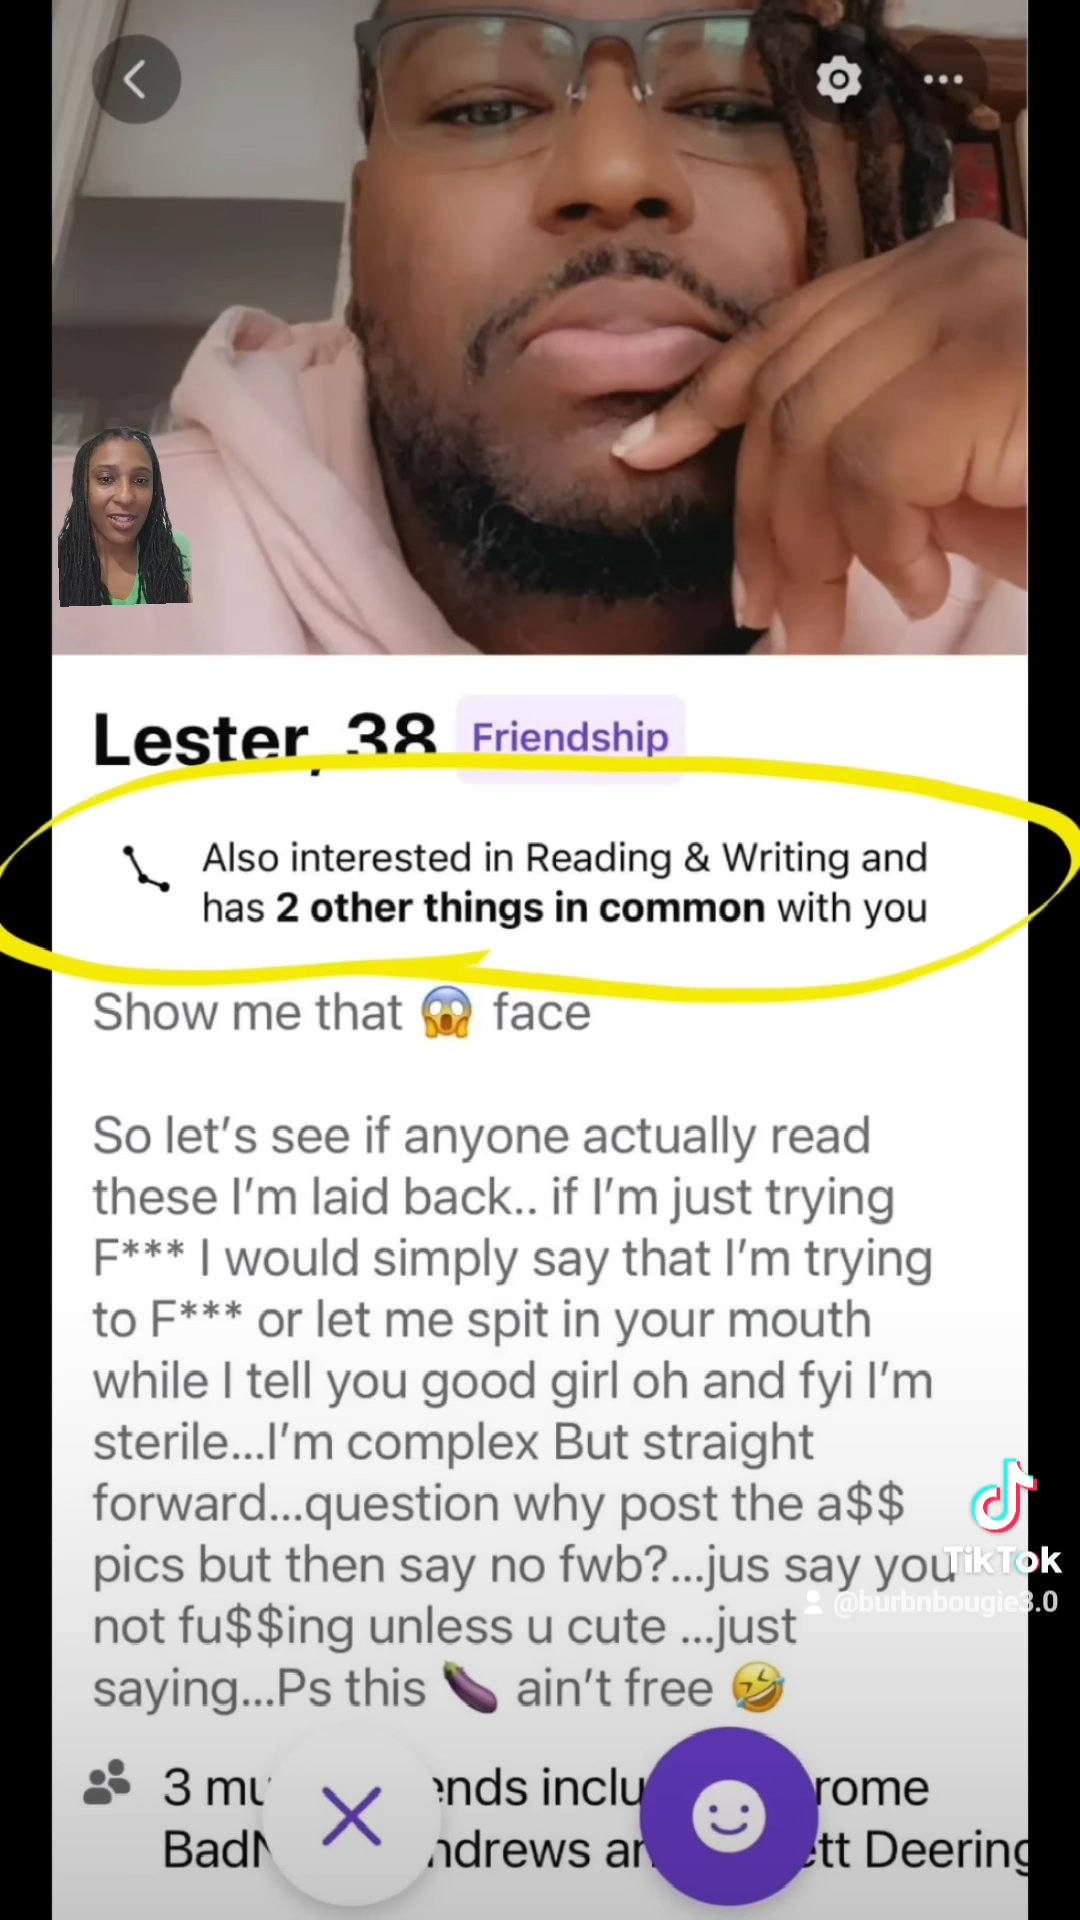 Lester, 38 Friendship
Also interested in Reading & Writing and
has 2 other things in common with you
Show me that 😱 face
So let's see if anyone actually read
these I'm laid back.. if I'm just trying
F*** I would simply say that I'm trying
to F*** or let me spit in your mouth
while I tell you good girl oh and fyi I'm
sterile...I'm complex But straight
forward...question why post the a$$
pics but then say no fwb?...jus say you
not fu$$ing unless u cute ...just
saying...Ps this 🍆 ain't free 🤣
TikTok
@burbnbougie3.0
3
Deering